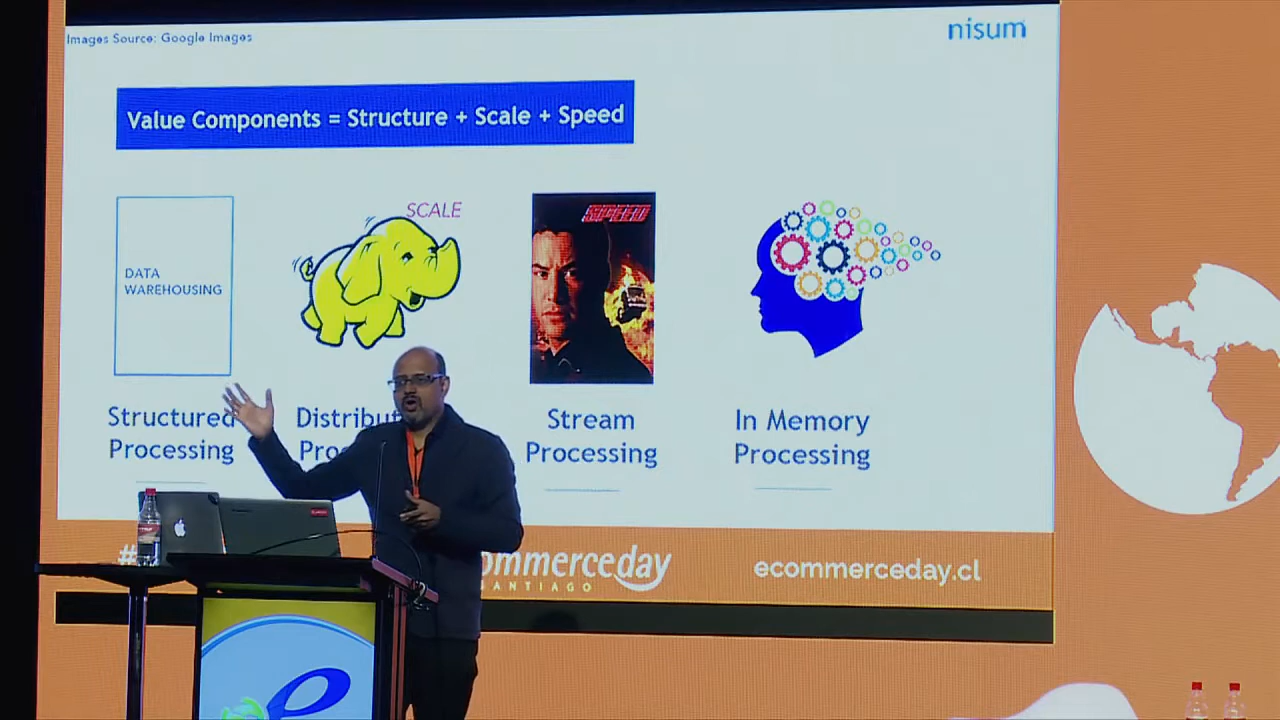 Images Source: Google Images
nisum
Value Components = Structure + Scale + Speed
DATA
WAREHOUSING
SCALE
SPEED
Structured
Processing
Stream
Processing
In Memory
Processing
SANTIAGO
ecommerceday.cl
e